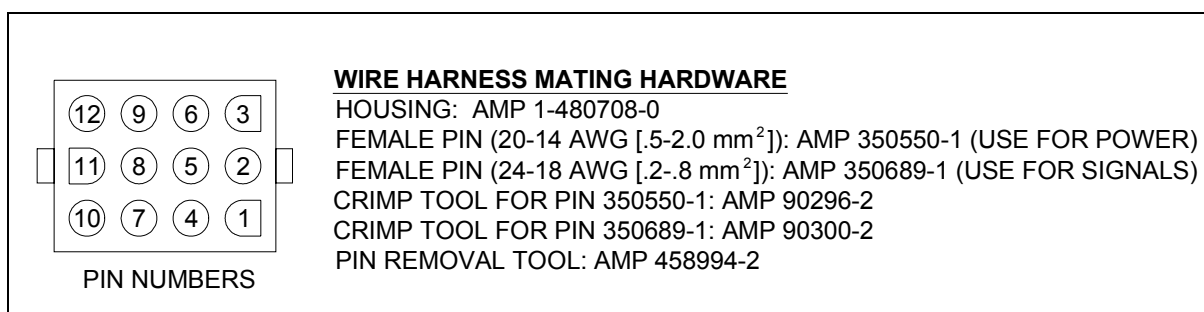 12 9 6 3
11 8 5 2
10 7 4 1
PIN NUMBERS
WIRE HARNESS MATING HARDWARE
HOUSING: AMP 1-480708-0
FEMALE PIN (20-14 AWG [.5-2.0 mm²]): AMP 350550-1 (USE FOR POWER)
FEMALE PIN (24-18 AWG [.2-.8 mm²]): AMP 350689-1 (USE FOR SIGNALS)
CRIMP TOOL FOR PIN 350550-1: AMP 90296-2
CRIMP TOOL FOR PIN 350689-1: AMP 90300-2
PIN REMOVAL TOOL: AMP 458994-2